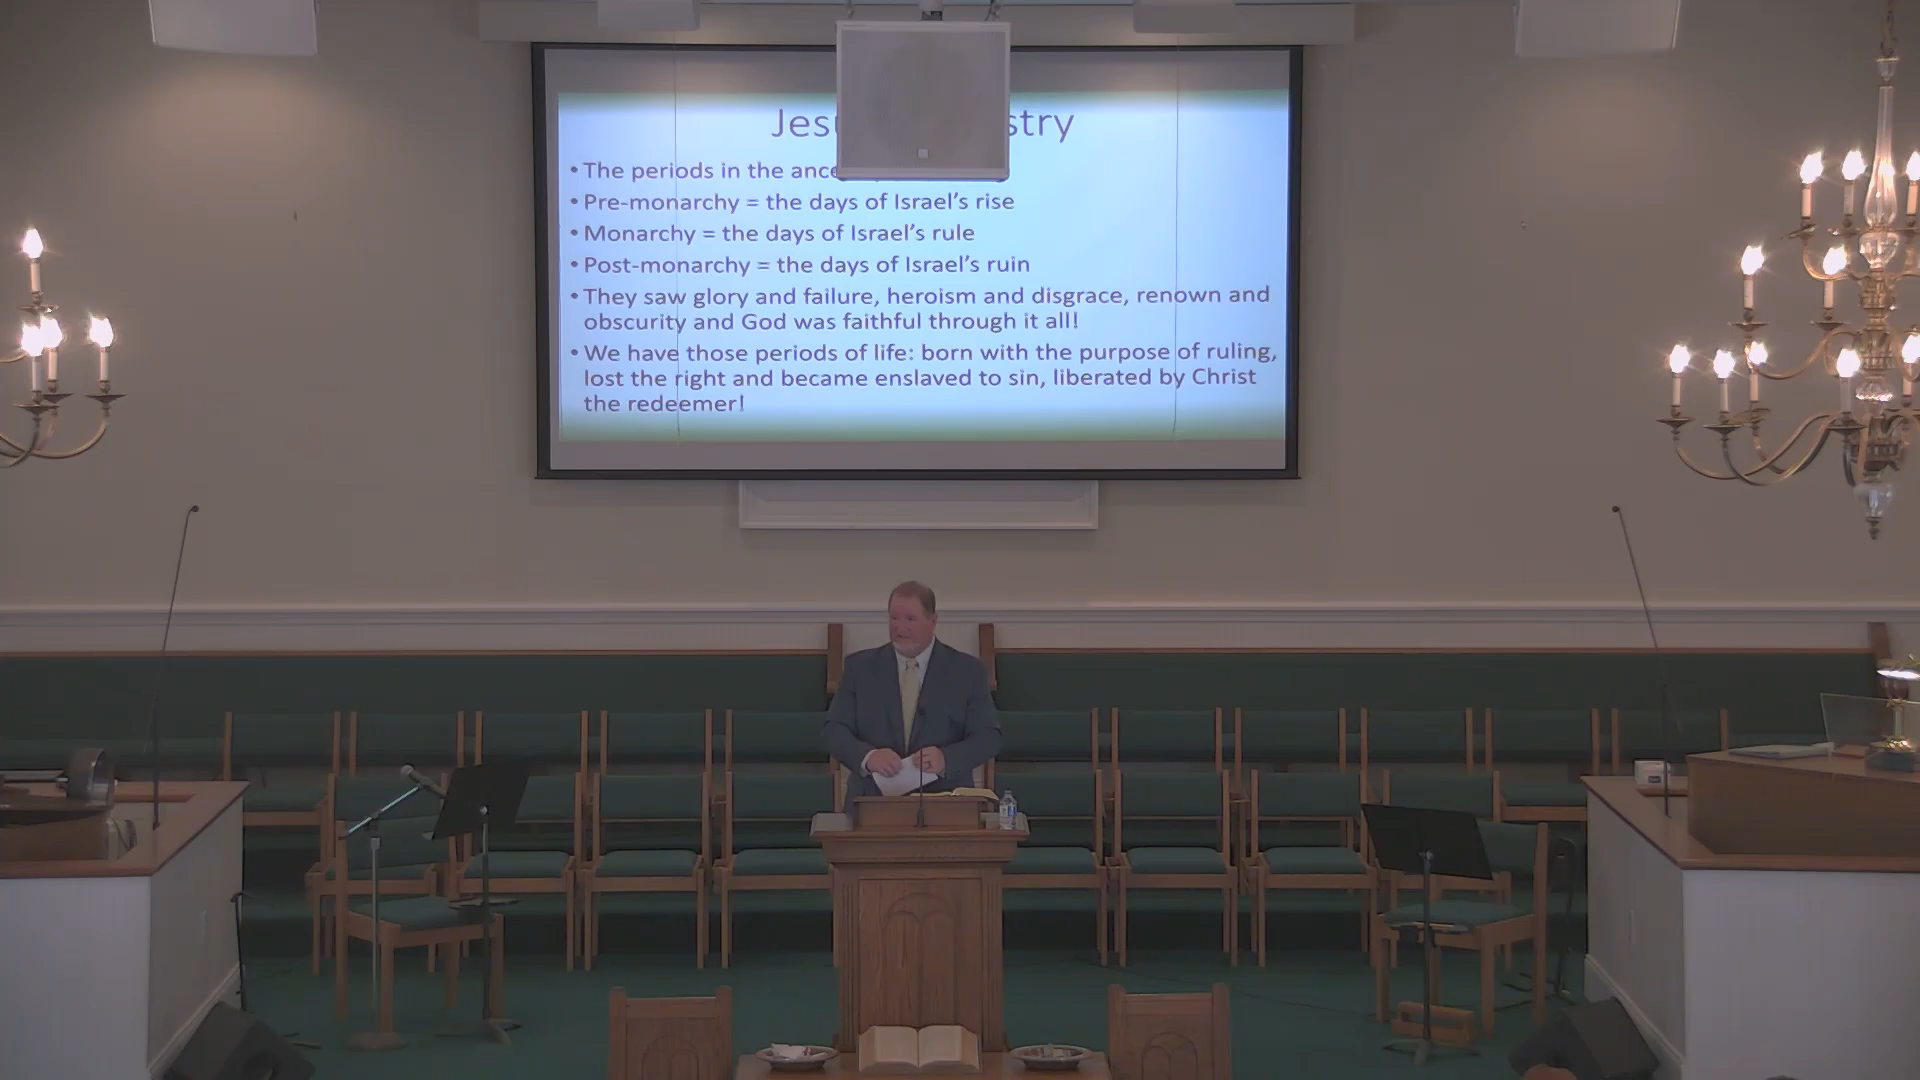 • The periods in the
• Pre-monarchy = the days of Israel's rise
• Monarchy = the days of Israel's rule
• Post-monarchy = the days of Israel's ruin
• They saw glory and failure, heroism and disgrace, renown and
obscurity and God was faithful through it all!
• We have those periods of life: born with the purpose of ruling,
lost the right and became enslaved to sin, liberated by Christ
the redeemer!